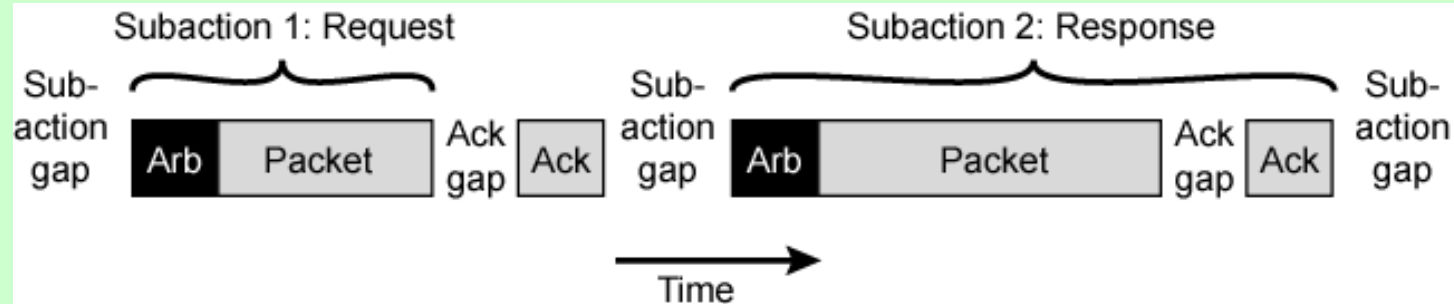 Subaction 1: Request
Subaction 2: Response
Sub-
action
gap
Arb
Packet
Ack
gap
Ack
Sub-
action
gap
Arb
Packet
Ack
gap
Ack
Sub-
action
gap
Time